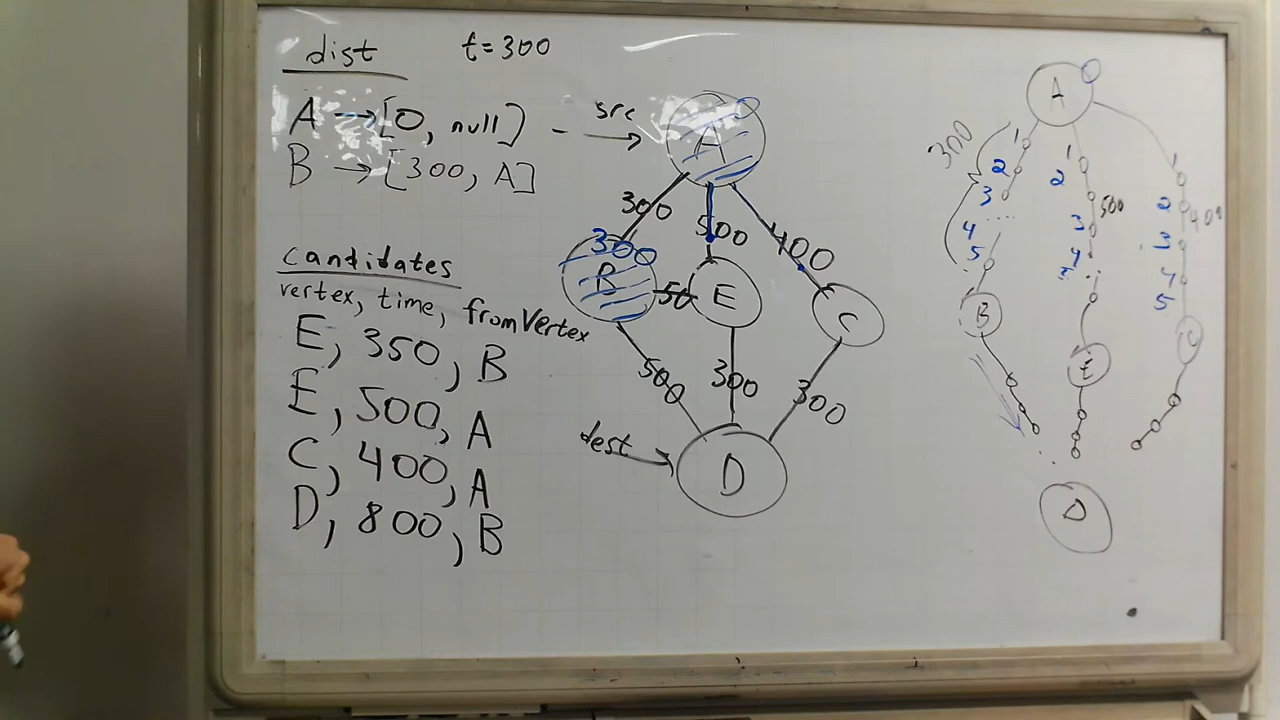 dist
t=300
A → [0, null]
B → [300, A]
candidates
vertex, time, fromVertex
E, 350, B
E, 500, A
C, 400, A
D, 800, B
src
A
300
500
400
300
B
50
E
C
500
300
300
dest
D
A
300
1
2
3
4
5
B
1
2
500
3
4
E
1
2
400
3
4
5
C
D